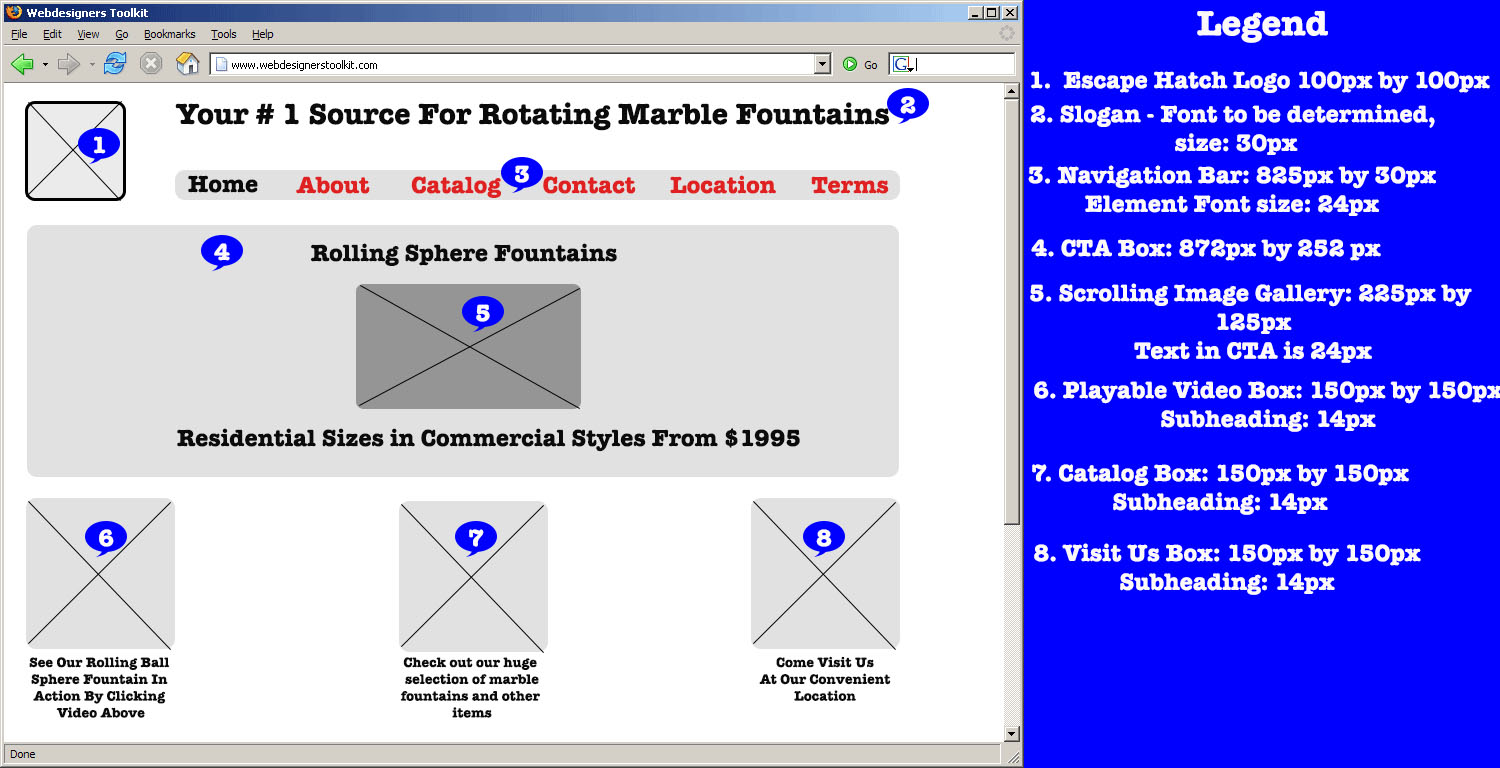 Webdesigners Toolkit
File Edit View Go Bookmarks Tools Help
www.webdesignerstoolkit.com
Go
G
Your # 1 Source For Rotating Marble Fountains
2
1
3
Home About Catalog Contact Location Terms
4
Rolling Sphere Fountains
5
Residential Sizes in Commercial Styles From $1995
6
7
8
See Our Rolling Ball
Sphere Fountain In
Action By Clicking
Video Above
Check out our huge
selection of marble
fountains and other
items
Come Visit Us
At Our Convenient
Location
Done
Legend
1. Escape Hatch Logo 100px by 100px
2. Slogan - Font to be determined,
size: 30px
3. Navigation Bar: 825px by 30px
Element Font size: 24px
4. CTA Box: 872px by 252 px
5. Scrolling Image Gallery: 225px by
125px
Text in CTA is 24px
6. Playable Video Box: 150px by 150px
Subheading: 14px
7. Catalog Box: 150px by 150px
Subheading: 14px
8. Visit Us Box: 150px by 150px
Subheading: 14px